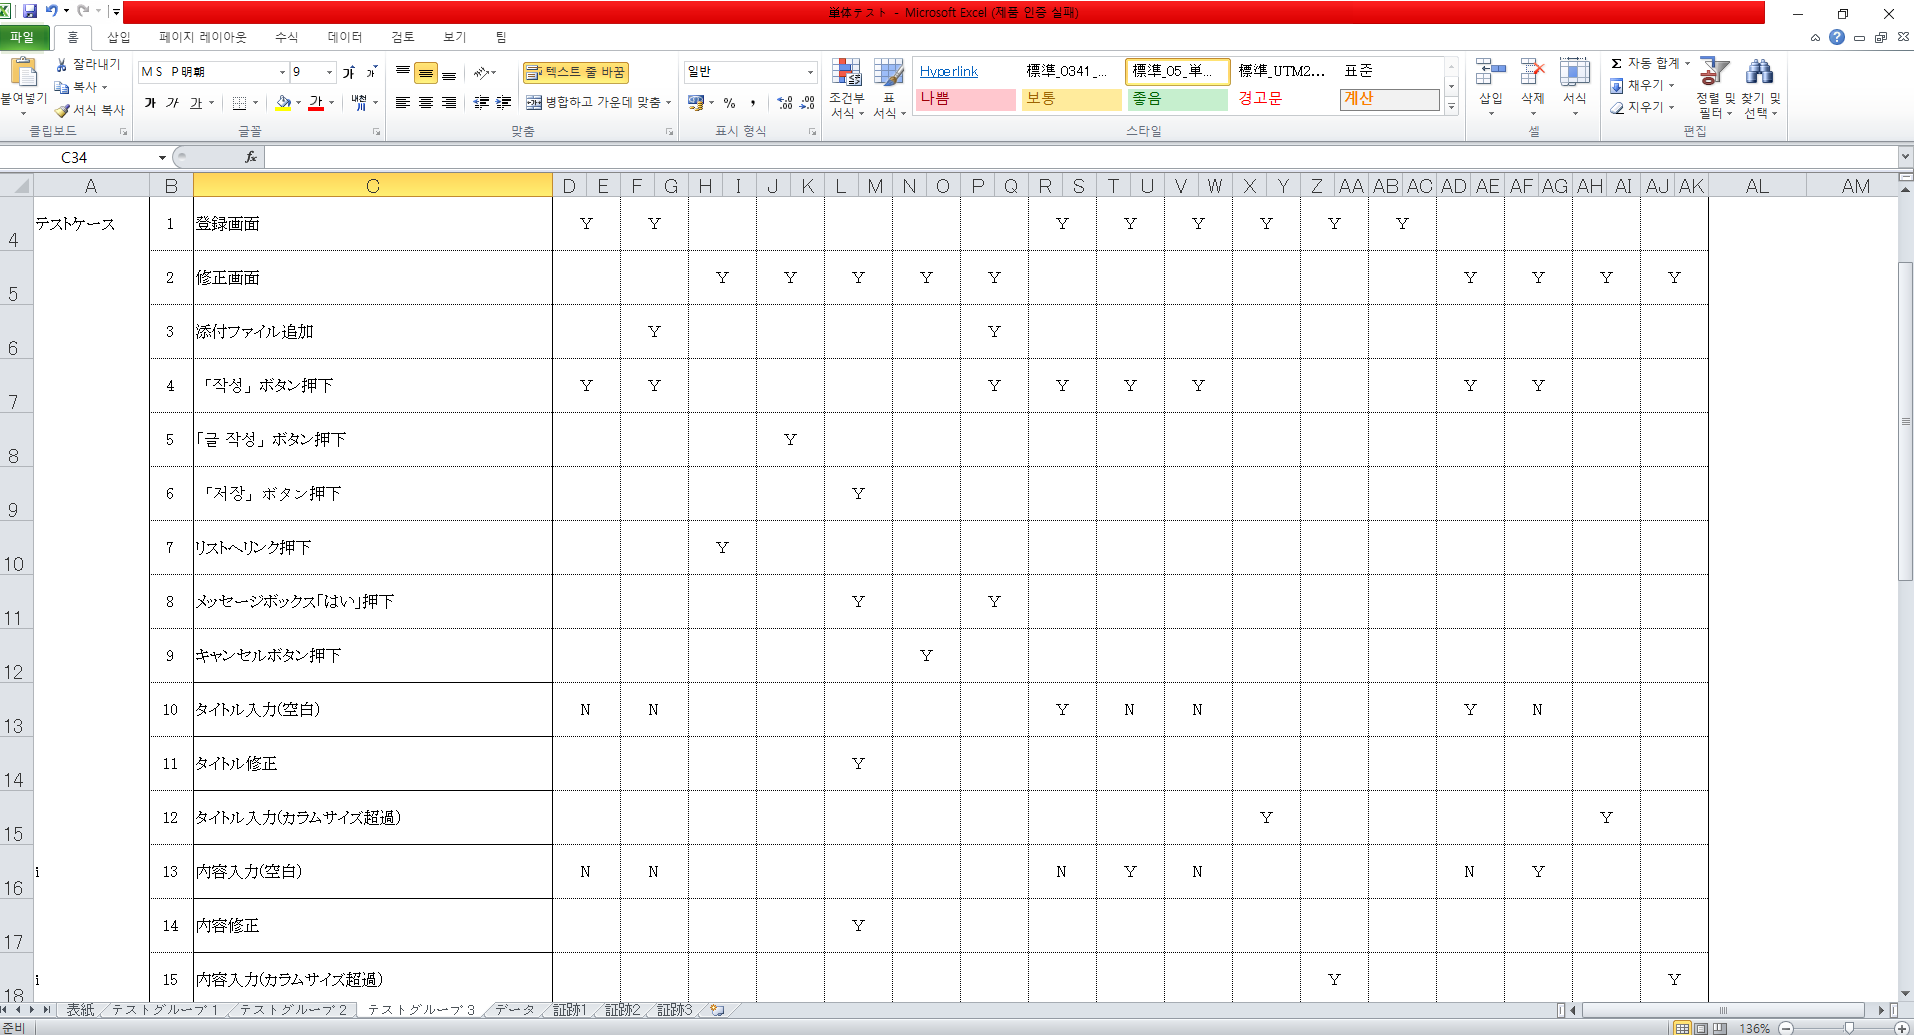 単体テスト - Microsoft Excel (제품 인증 실패)
파일 홈 삽입 페이지 레이아웃 수식 데이터 검토 보기 팀
붙여넣기 잘라내기 복사 서식 복사 클립보드
ＭＳ Ｐ明朝 9 가 가 가 가 가 가 내천 글꼴
텍스트 줄 바꿈 병합하고 가운데 맞춤 맞춤
일반 % , 표시 형식
조건부 서식 표 서식
Hyperlink 標準_0341_... 標準_05_単... 標準_UTM2... 표준
나쁨 보통 좋음 경고문 계산
스타일
삽입 삭제 서식 셀
Σ 자동 합계 채우기 지우기 정렬 및 필터 찾기 및 선택 편집
C34 fx
A B C D E F G H I J K L M N O P Q R S T U V W X Y Z AA AB AC AD AE AF AG AH AI AJ AK AL AM
4 テストケース 1 登録画面 Y Y Y Y Y Y Y Y
5 2 修正画面 Y Y Y Y Y Y Y Y Y
6 3 添付ファイル追加 Y Y
7 4 「작성」ボタン押下 Y Y Y Y Y Y Y Y
8 5 「글 작성」ボタン押下 Y
9 6 「저장」ボタン押下 Y
10 7 リストへリンク押下 Y
11 8 メッセージボックス「はい」押下 Y Y
12 9 キャンセルボタン押下 Y
13 10 タイトル入力(空白) N N Y N N Y N
14 11 タイトル修正 Y
15 12 タイトル入力(カラムサイズ超過) Y Y
16 i 13 内容入力(空白) N N N Y N N Y
17 14 内容修正 Y
18 i 15 内容入力(カラムサイズ超過) Y Y
表紙 テストグループ1 テストグループ2 テストグループ3 データ 証跡1 証跡2 証跡3
준비 136%